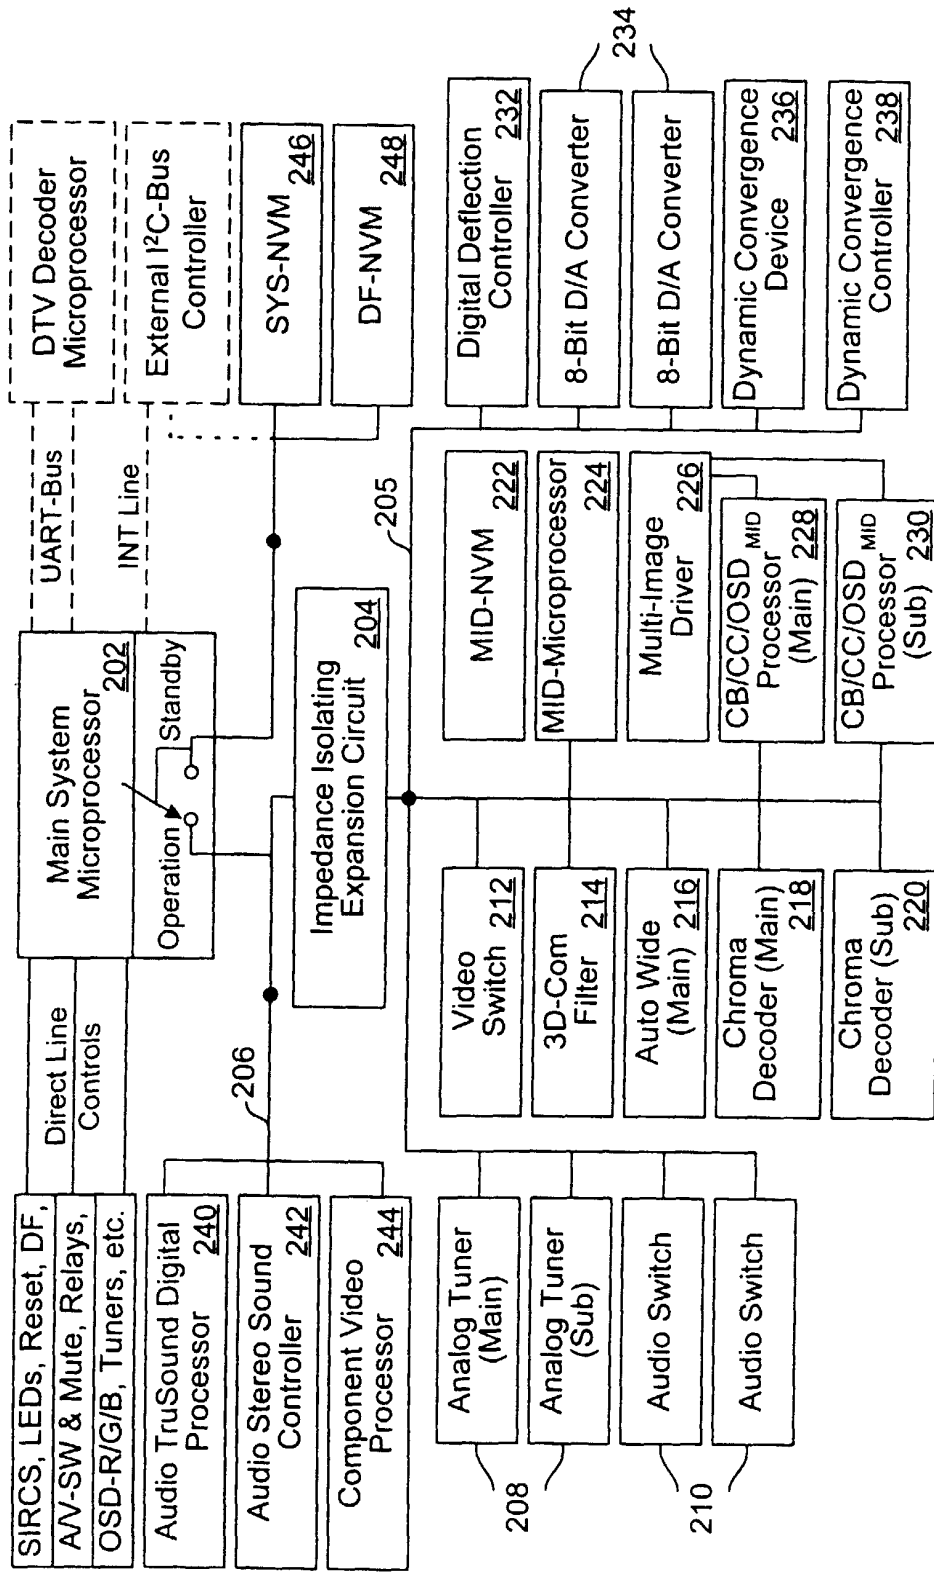 SIRCS, LEDs, Reset, DF,
A/V-SW & Mute, Relays,
OSD-R/G/B, Tuners, etc.
Direct Line
Controls
Main System
Microprocessor
202
Operation
Standby
UART-Bus
INT Line
DTV Decoder
Microprocessor
External I²C-Bus
Controller
Audio TruSound Digital
Processor 240
Audio Stereo Sound
Controller 242
Component Video
Processor 244
206
Impedance Isolating
Expansion Circuit
204
SYS-NVM
246
DF-NVM
248
205
208
Analog Tuner
(Main)
Analog Tuner
(Sub)
210
Audio Switch
Audio Switch
Video
Switch 212
3D-Com
Filter 214
Auto Wide
(Main) 216
Chroma
Decoder (Main)
218
Chroma
Decoder (Sub)
220
MID-NVM
222
MID-Microprocessor
224
Multi-Image
Driver 226
CB/CC/OSD MID
Processor
(Main) 228
CB/CC/OSD MID
Processor
(Sub) 230
Digital Deflection
Controller 232
8-Bit D/A Converter
8-Bit D/A Converter
234
Dynamic Convergence
Device 236
Dynamic Convergence
Controller 238